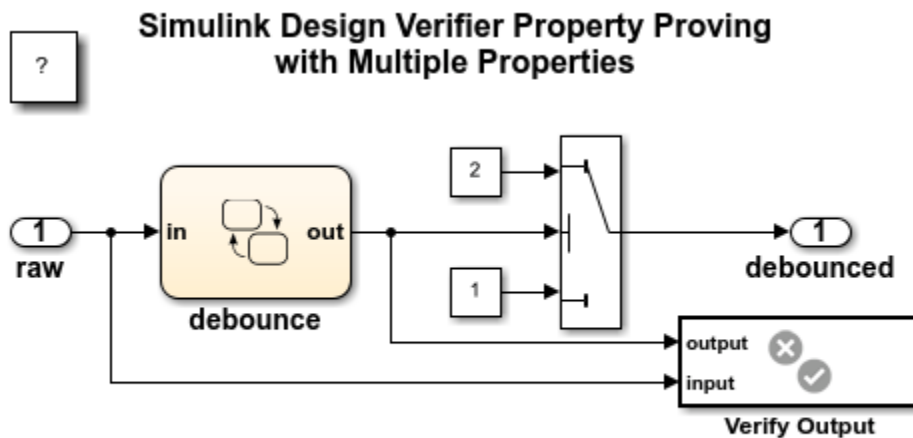 Simulink Design Verifier Property Proving
with Multiple Properties
?
2
1
in
out
1
raw
debounced
1
debounce
output
input
Verify Output